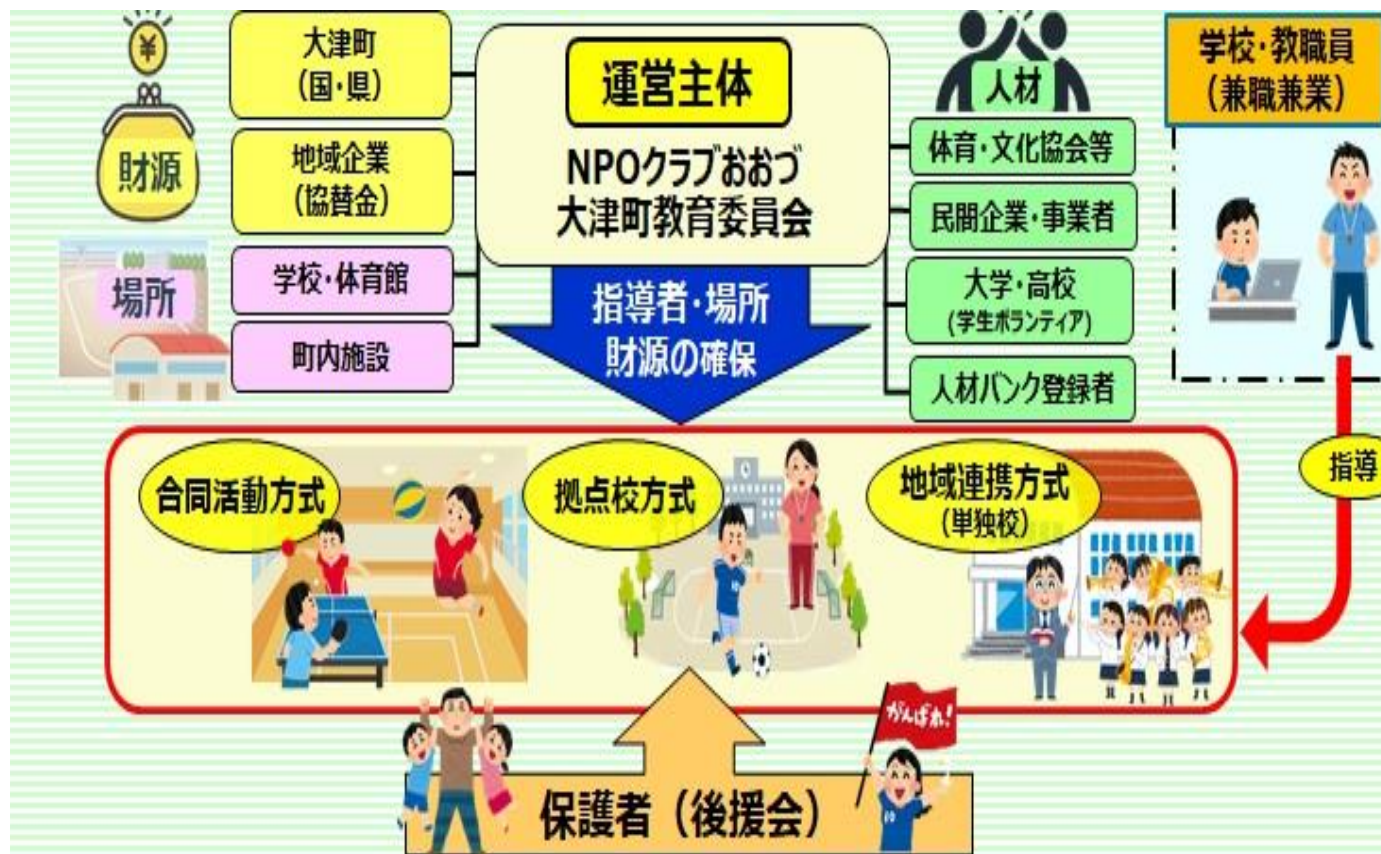 ¥
財源
大津町
(国・県)
地域企業
(協替金)
場所
学校・体育館
町内施設
運営主体
NPOクラブおおづ
大津町教育委員会
指導者・場所
財源の確保
人材
体育・文化協会等
民間企業・事業者
大学・高校
(学生ボランティア)
人材バンク登録者
学校・教職員
(兼職兼業)
指導
合同活動方式
拠点校方式
地域連携方式
(単独校)
がんばれ!
10
10
保護者(後援会)